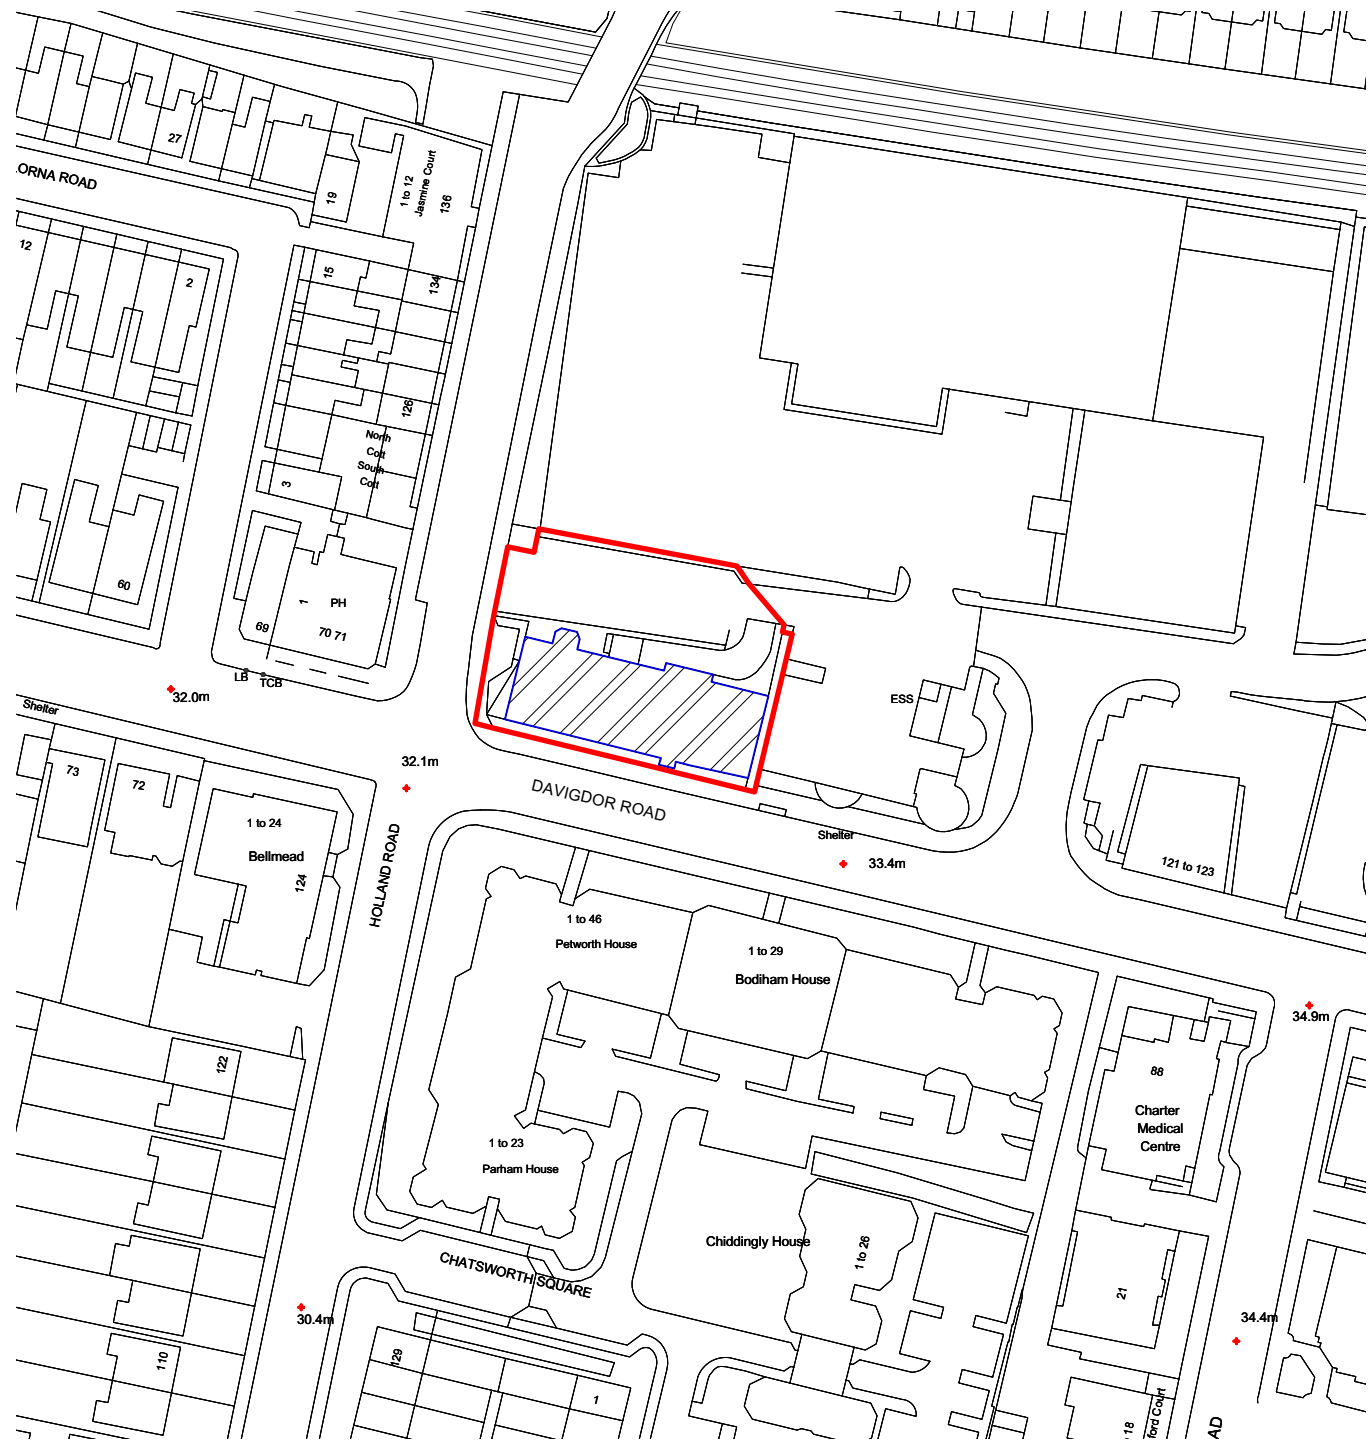 27
.ORNA ROAD
19
1 to 12
Jasmine Court
136
12
2
15
134
126
North
Cott
South
Cott
3
60
1
PH
69
70 71
LB
TCB
32.0m
Shelter
ESS
73
72
32.1m
DAVIGDOR ROAD
1 to 24
Bellmead
124
HOLLAND ROAD
Shelter
33.4m
121 to 123
1 to 46
Petworth House
1 to 29
Bodiham House
34.9m
122
88
Charter
Medical
Centre
1 to 23
Parham House
Chiddingly House
1 to 26
CHATSWORTH SQUARE
21
30.4m
34.4m
110
129
1
18
ford Court
AD